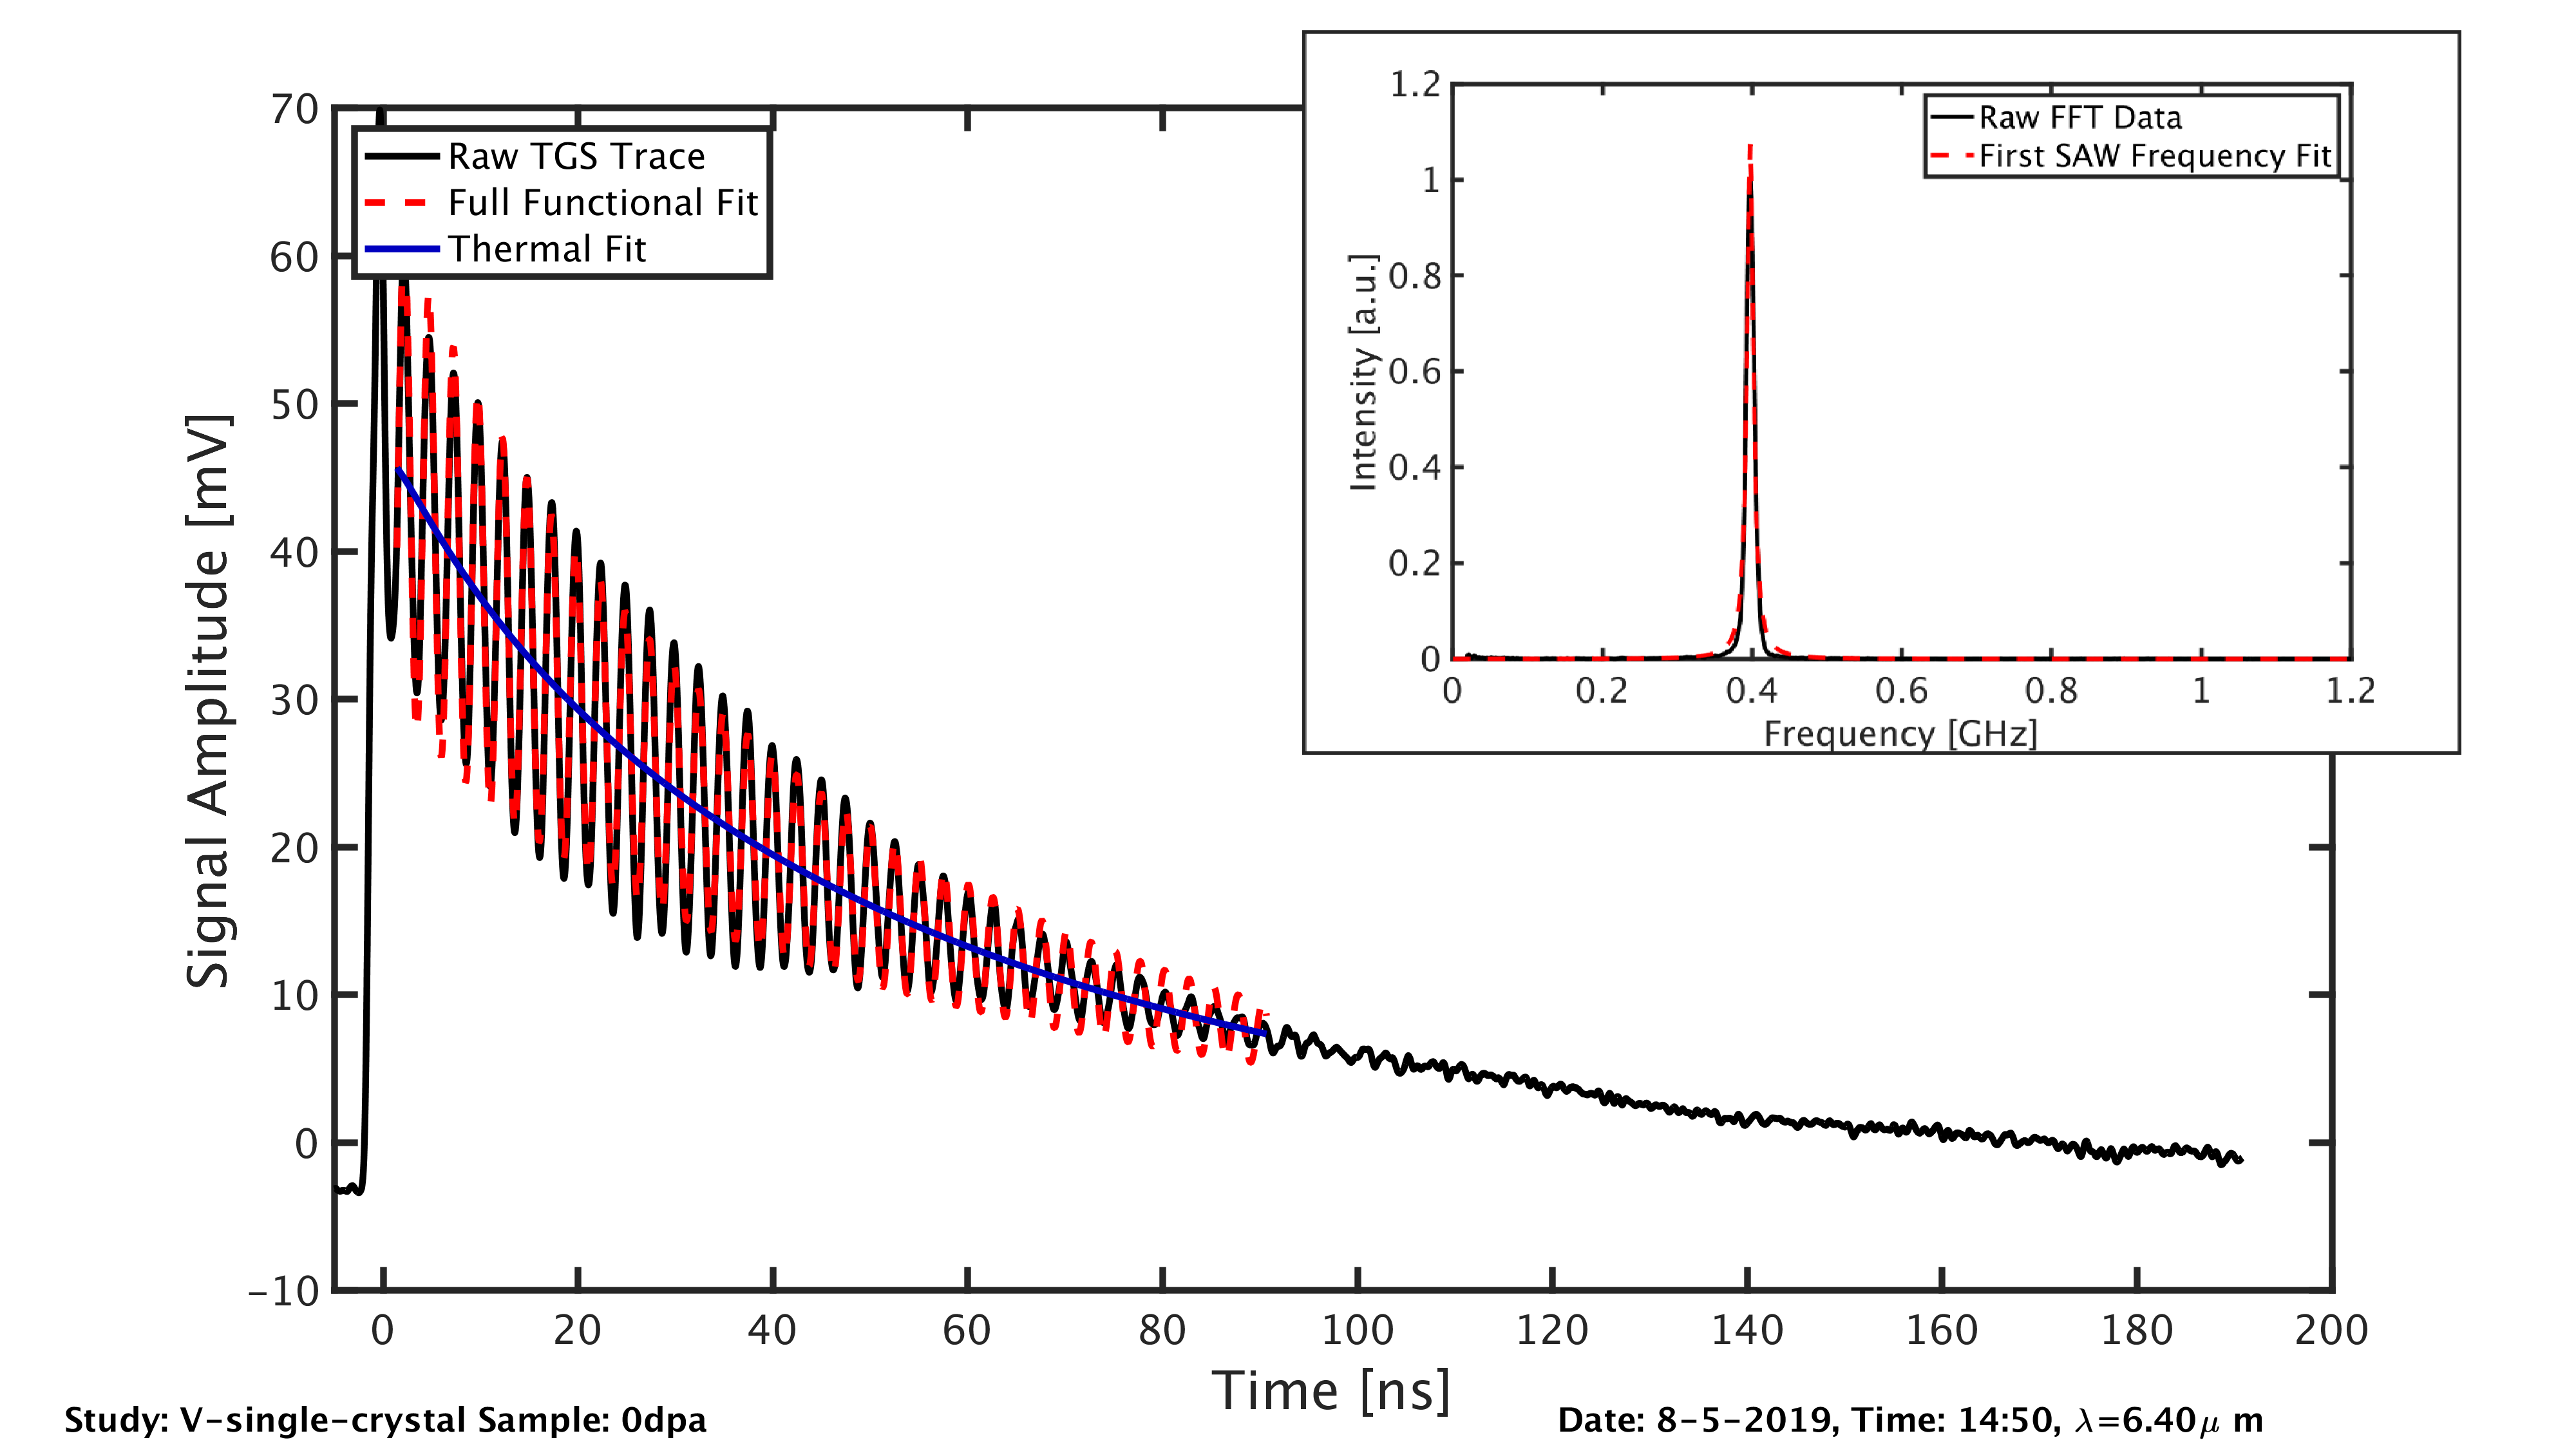 70
60
50
40
30
20
10
0
−10
Signal Amplitude [mV]
Raw TGS Trace
Full Functional Fit
Thermal Fit
0 20 40 60 80 100 120 140 160 180 200
Time [ns]
1.2
1
0.8
0.6
0.4
0.2
0
Intensity [a.u.]
Raw FFT Data
First SAW Frequency Fit
0 0.2 0.4 0.6 0.8 1 1.2
Frequency [GHz]
Study: V−single−crystal Sample: 0dpa
Date: 8−5−2019, Time: 14:50, λ=6.40μ m